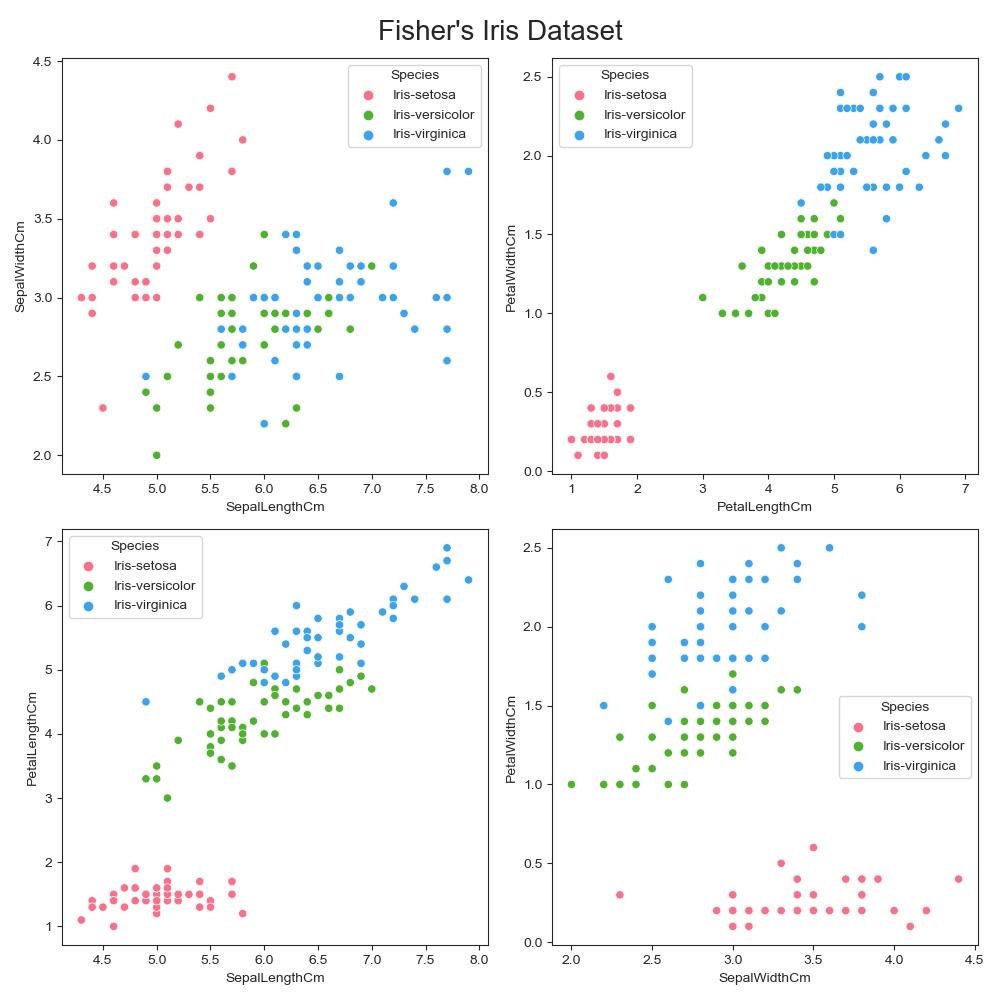 Fisher's Iris Dataset
4.5
4.0
3.5
3.0
2.5
2.0
SepalWidthCm
Species
Iris-setosa
Iris-versicolor
Iris-virginica
4.5 5.0 5.5 6.0 6.5 7.0 7.5 8.0
SepalLengthCm
2.5
2.0
1.5
1.0
0.5
0.0
PetalWidthCm
Species
Iris-setosa
Iris-versicolor
Iris-virginica
1 2 3 4 5 6 7
PetalLengthCm
7
6
5
4
3
2
1
PetalLengthCm
Species
Iris-setosa
Iris-versicolor
Iris-virginica
4.5 5.0 5.5 6.0 6.5 7.0 7.5 8.0
SepalLengthCm
2.5
2.0
1.5
1.0
0.5
0.0
PetalWidthCm
Species
Iris-setosa
Iris-versicolor
Iris-virginica
2.0 2.5 3.0 3.5 4.0 4.5
SepalWidthCm